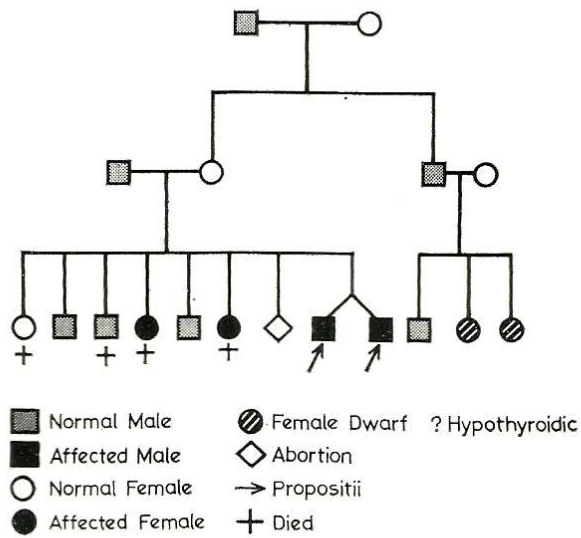 Normal Male
Female Dwarf ? Hypothyroidic
Affected Male
Abortion
Normal Female
Propositii
Affected Female
Died